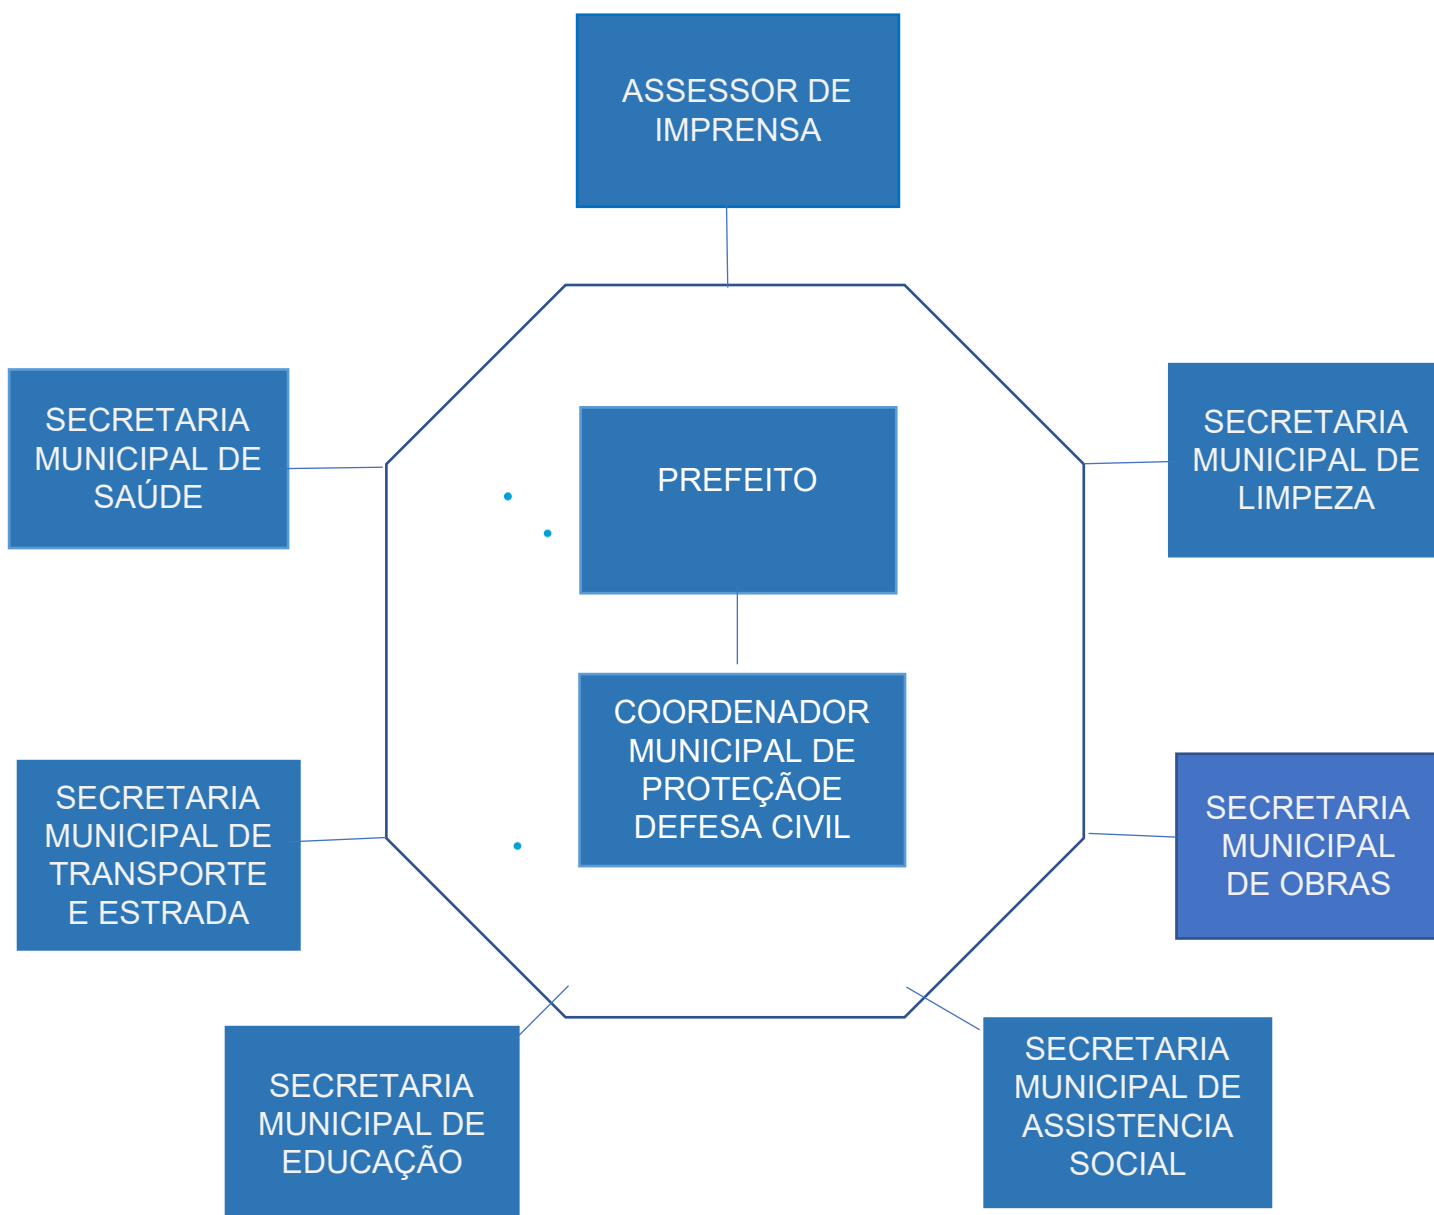 ASSESSOR DE
IMPRENSA
SECRETARIA
MUNICIPAL DE
SAÚDE
PREFEITO
SECRETARIA
MUNICIPAL DE
LIMPEZA
COORDENADOR
MUNICIPAL DE
PROTEÇÃOE
DEFESA CIVIL
SECRETARIA
MUNICIPAL DE
TRANSPORTE
E ESTRADA
SECRETARIA
MUNICIPAL
DE OBRAS
SECRETARIA
MUNICIPAL DE
EDUCAÇÃO
SECRETARIA
MUNICIPAL DE
ASSISTENCIA
SOCIAL